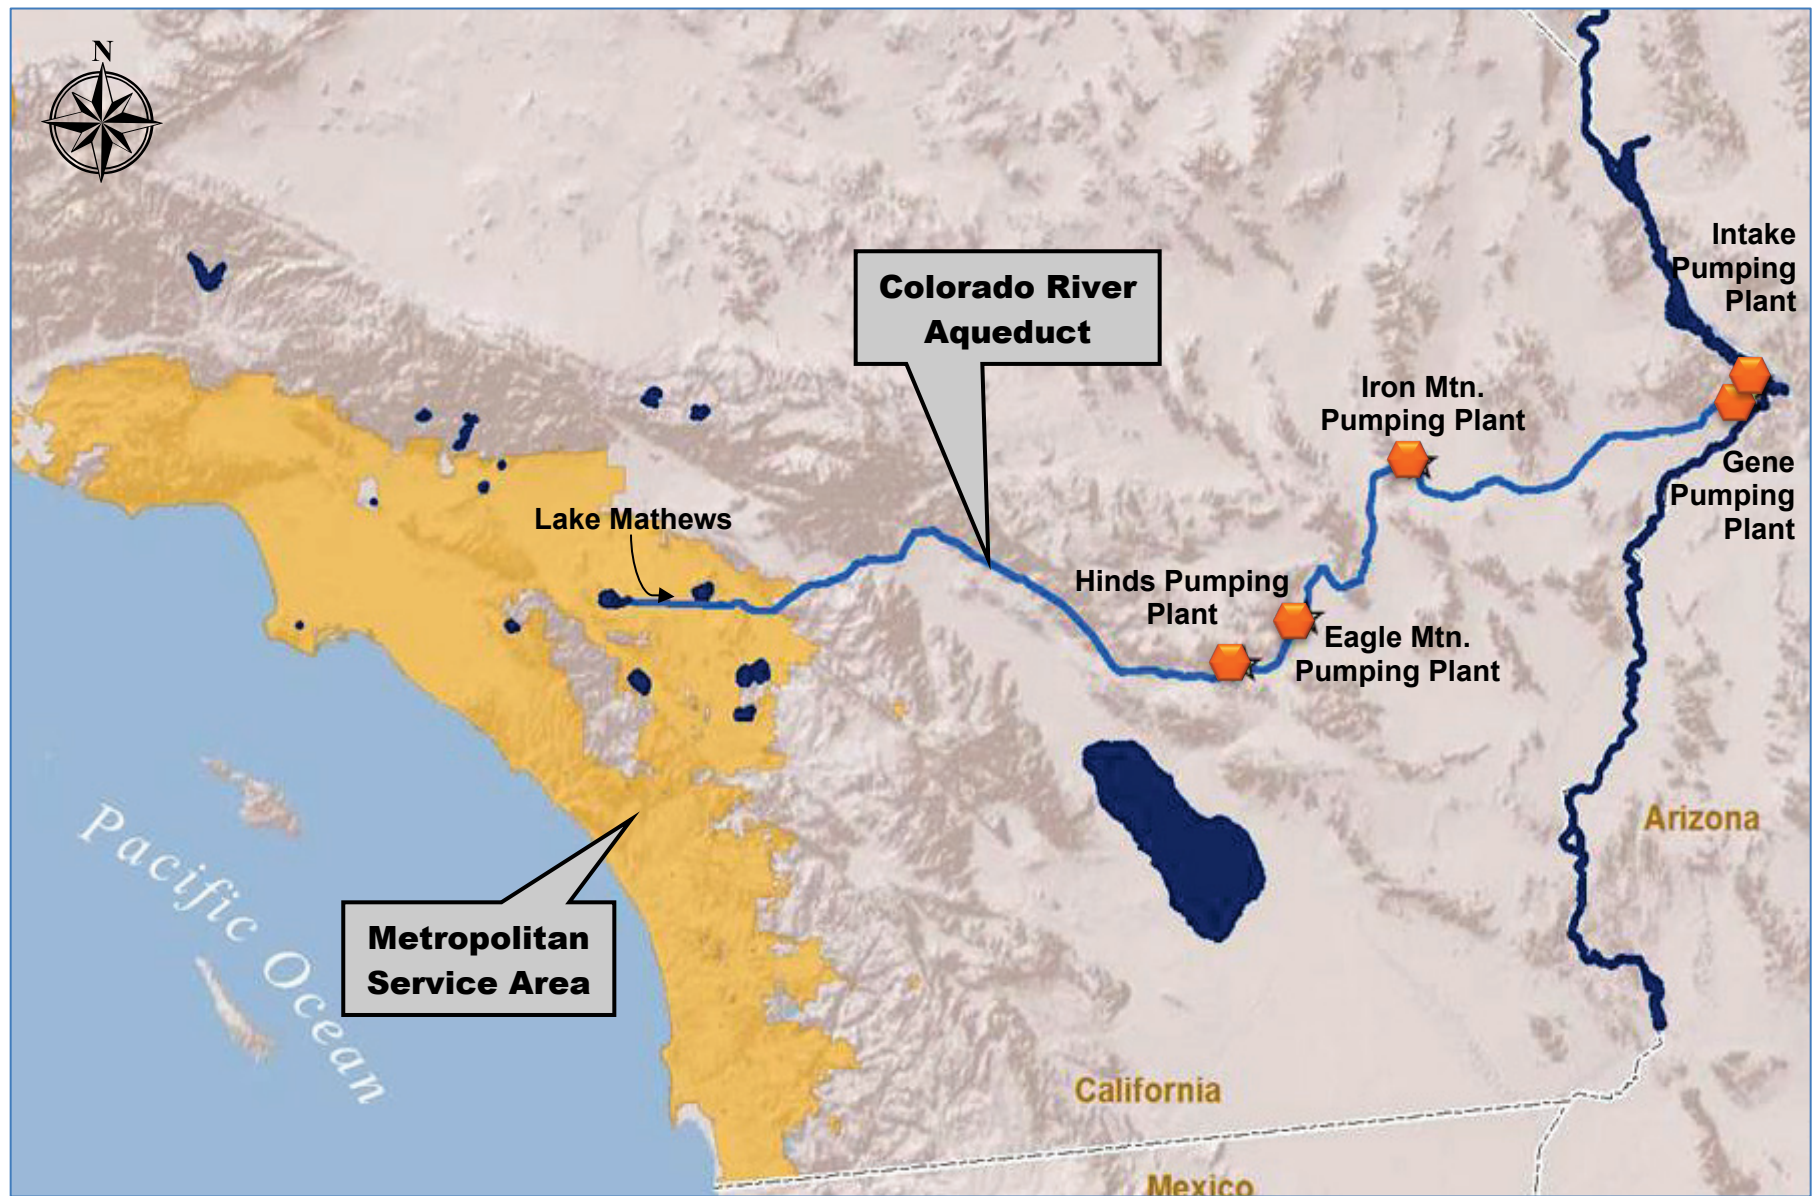 N
Intake
Pumping
Plant
Colorado River
Aqueduct
Iron Mtn.
Pumping Plant
Gene
Pumping
Plant
Lake Mathews
Hinds Pumping
Plant
Eagle Mtn.
Pumping Plant
Arizona
Pacific Ocean
Metropolitan
Service Area
California
Mexico